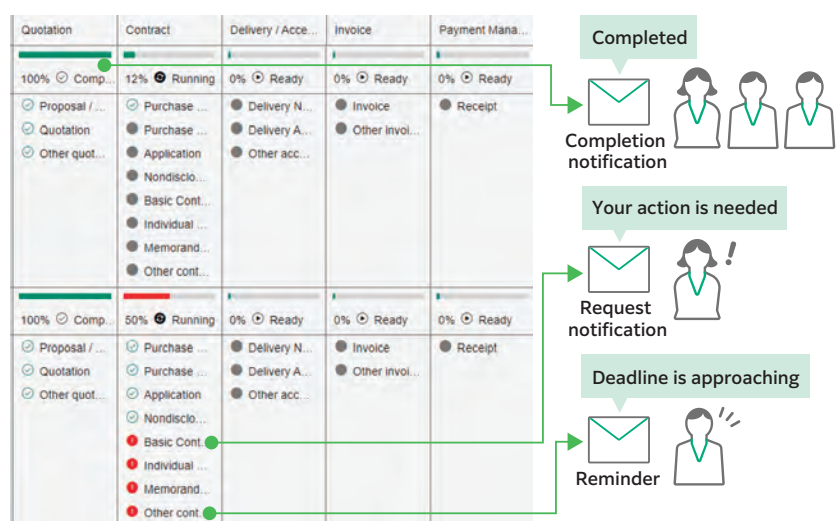 Quotation
Contract
Delivery / Acce...
Invoice
Payment Mana...
100% Comp...
12% Running
0% Ready
0% Ready
0% Ready
Proposal / ...
Quotation
Other quot...
Purchase ...
Purchase ...
Application
Nondisclo...
Basic Cont...
Individual ...
Memorand...
Other cont...
Delivery N...
Delivery A...
Other acc...
Invoice
Other invoi...
Receipt
100% Comp...
50% Running
0% Ready
0% Ready
0% Ready
Proposal / ...
Quotation
Other quot...
Purchase ...
Purchase ...
Application
Nondisclo...
Basic Cont...
Individual ...
Memorand...
Other cont...
Delivery N...
Delivery A...
Other acc...
Invoice
Other invoi...
Receipt
Completed
Completion
notification
Your action is needed
!
Request
notification
Deadline is approaching
Reminder